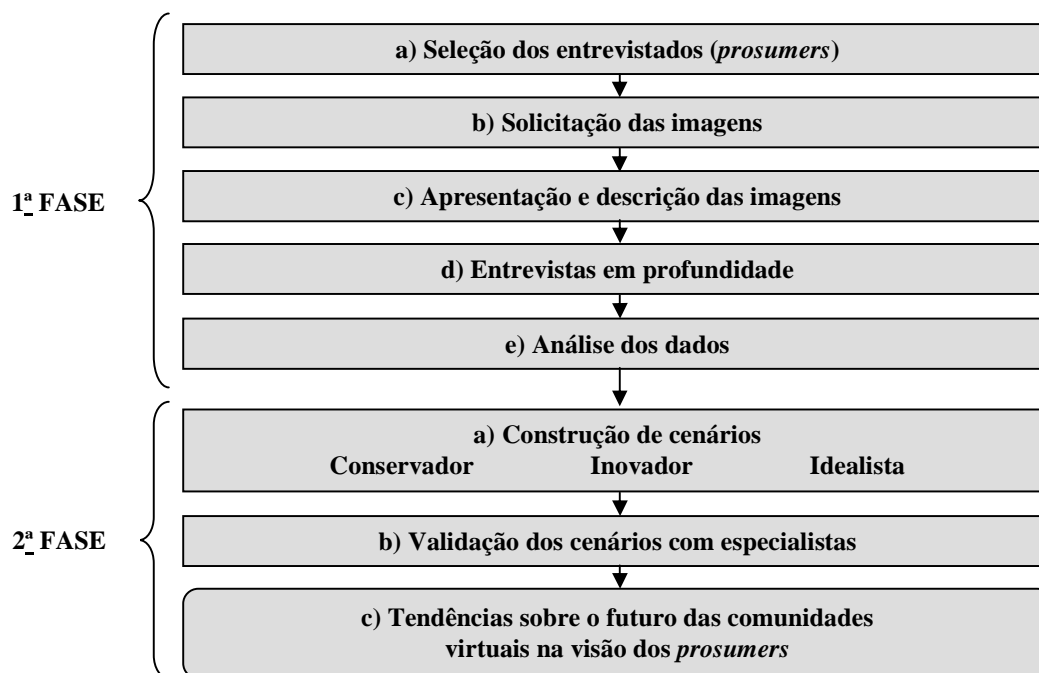 a) Seleção dos entrevistados (prosumers)
b) Solicitação das imagens
c) Apresentação e descrição das imagens
1ª FASE
d) Entrevistas em profundidade
e) Análise dos dados
a) Construção de cenários
Conservador Inovador Idealista
2ª FASE
b) Validação dos cenários com especialistas
c) Tendências sobre o futuro das comunidades
virtuais na visão dos prosumers